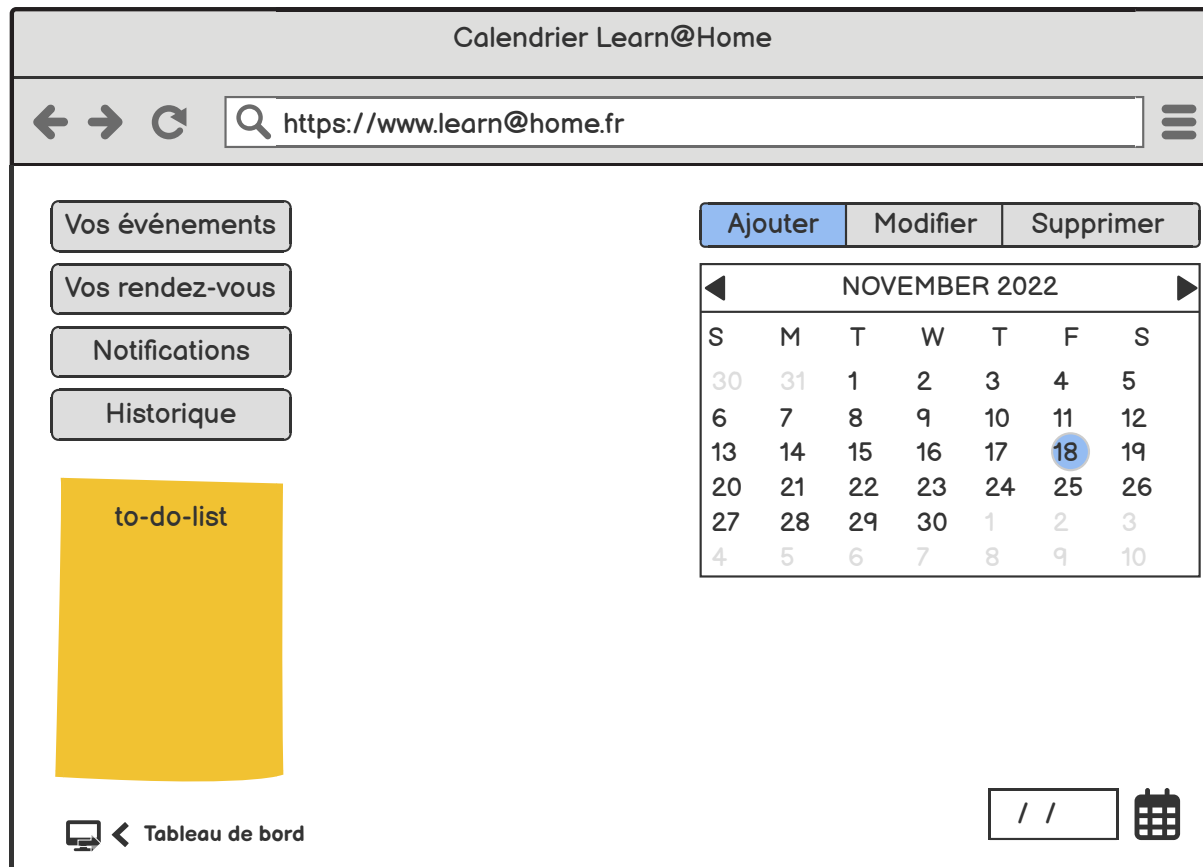 Calendrier Learn@Home
https://www.learn@home.fr
Vos événements
Vos rendez-vous
Notifications
Historique
to-do-list
Tableau de bord
Ajouter Modifier Supprimer
NOVEMBER 2022
S M T W T F S
30 31 1 2 3 4 5
6 7 8 9 10 11 12
13 14 15 16 17 18 19
20 21 22 23 24 25 26
27 28 29 30 1 2 3
4 5 6 7 8 9 10
/ /